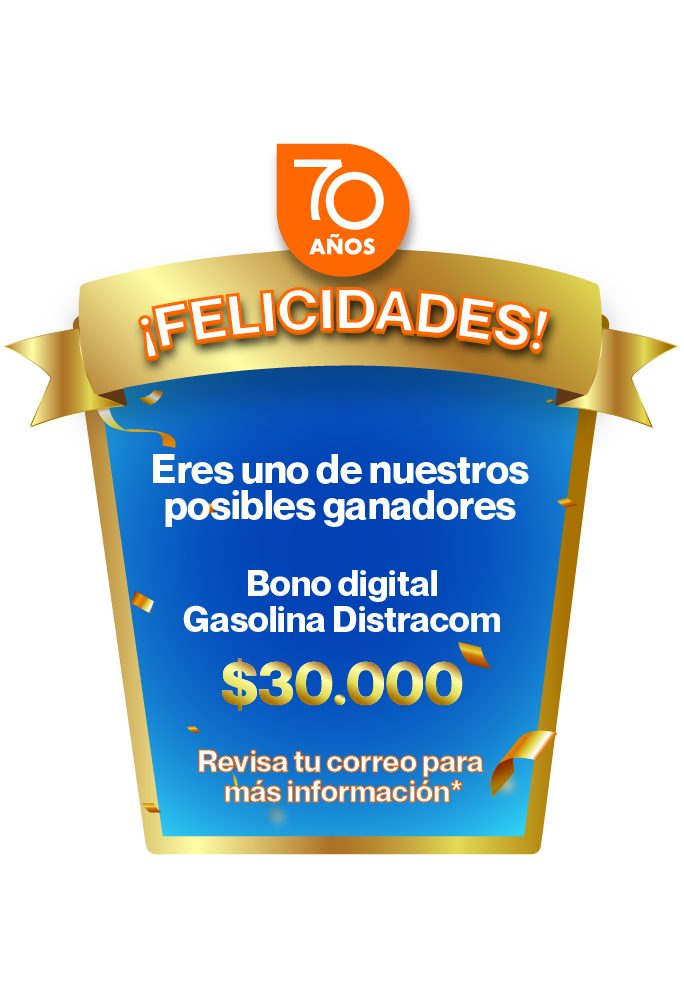 70
AÑOS
¡FELICIDADES!
Eres uno de nuestros
posibles ganadores
Bono digital
Gasolina Distracom
$30.000
Revisa tu correo para
más información*